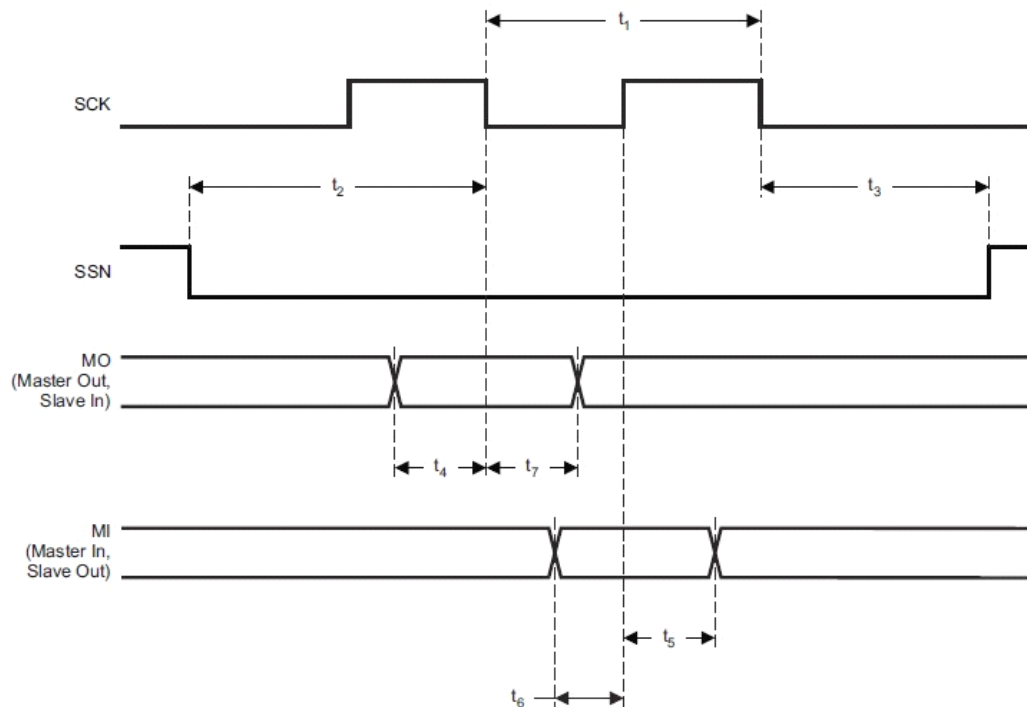 t₁
SCK
t₂
t₃
SSN
MO
(Master Out,
Slave In)
t₄
t₇
MI
(Master In,
Slave Out)
t₅
t₆